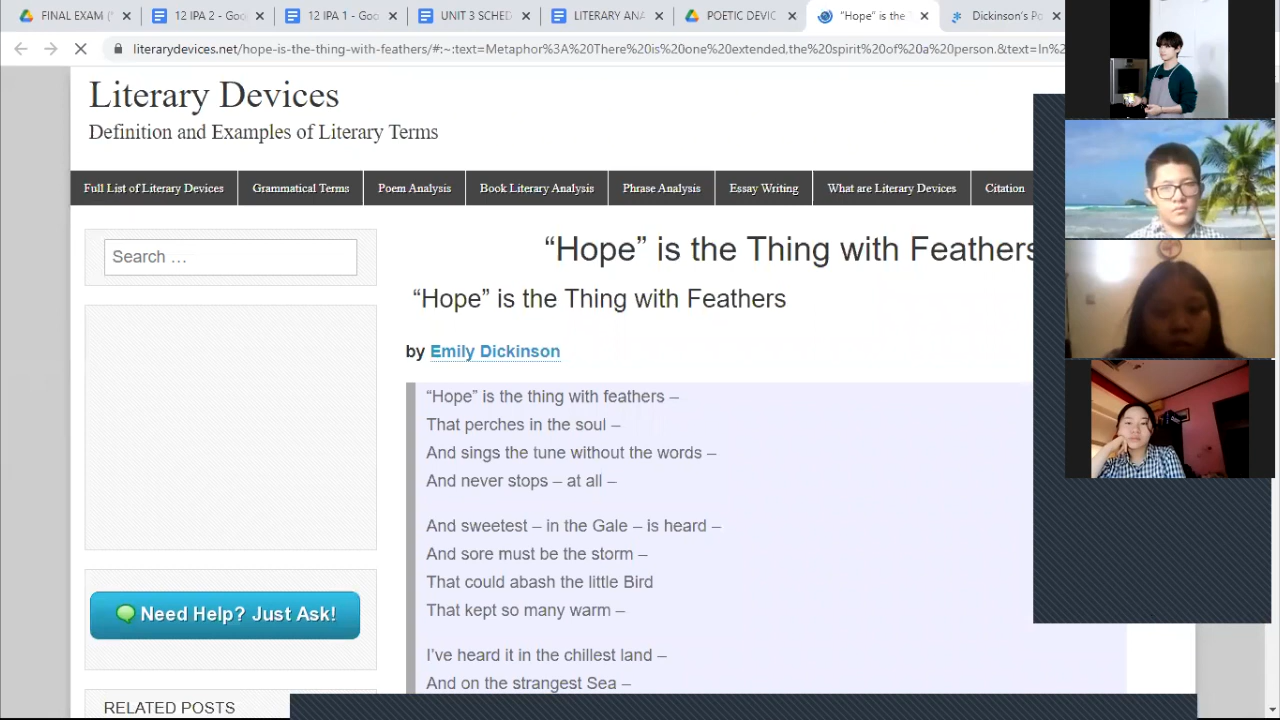 FINAL EXAM (
12 IPA 2 - Goo
12 IPA 1 - Goo
UNIT 3 SCHED
LITERARY ANA
POETIC DEVIC
"Hope" is the
Dickinson's Po
literarydevices.net/hope-is-the-thing-with-feathers/#:~:text=Metaphor%3A%20There%20is%20one%20extended,the%20spirit%20of%20a%20person.&text=In%2
Literary Devices
Definition and Examples of Literary Terms
Full List of Literary Devices
Grammatical Terms
Poem Analysis
Book Literary Analysis
Phrase Analysis
Essay Writing
What are Literary Devices
Citation
Search …
“Hope” is the Thing with Feathers
“Hope” is the Thing with Feathers
by Emily Dickinson
“Hope” is the thing with feathers –
That perches in the soul –
And sings the tune without the words –
And never stops – at all –
And sweetest – in the Gale – is heard –
And sore must be the storm –
That could abash the little Bird
That kept so many warm –
I’ve heard it in the chillest land –
And on the strangest Sea –
Need Help? Just Ask!
RELATED POSTS